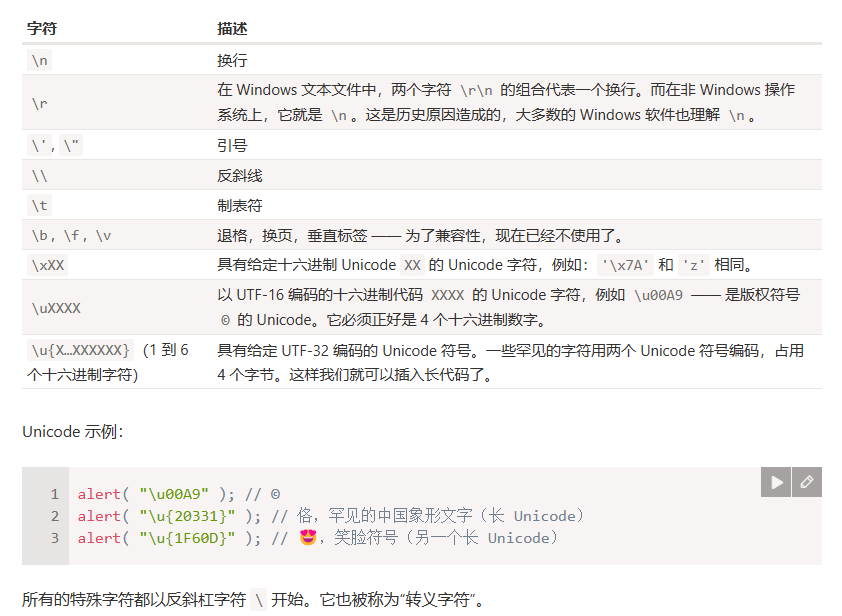 字符 描述
\n 换行
\r 在 Windows 文本文件中，两个字符 \r\n 的组合代表一个换行。而在非 Windows 操作
系统上，它就是 \n 。这是历史原因造成的，大多数的 Windows 软件也理解 \n 。
\', \" 引号
\\ 反斜线
\t 制表符
\b, \f, \v 退格，换页，垂直标签 —— 为了兼容性，现在已经不使用了。
\xXX 具有给定十六进制 Unicode XX 的 Unicode 字符，例如：'\x7A' 和 'z' 相同。
\uXXXX 以 UTF-16 编码的十六进制代码 XXXX 的 Unicode 字符，例如 \u00A9 —— 是版权符号
© 的 Unicode。它必须正好是 4 个十六进制数字。
\u{X…XXXXXX}（1 到 6 具有给定 UTF-32 编码的 Unicode 符号。一些罕见的字符用两个 Unicode 符号编码，占用
个十六进制字符） 4 个字节。这样我们就可以插入长代码了。
Unicode 示例：
1 alert( "\u00A9" ); // ©
2 alert( "\u{20331}" ); // 佫，罕见的中国象形文字（长 Unicode）
3 alert( "\u{1F60D}" ); // 😍，笑脸符号（另一个长 Unicode）
所有的特殊字符都以反斜杠字符 \ 开始。它也被称为“转义字符”。